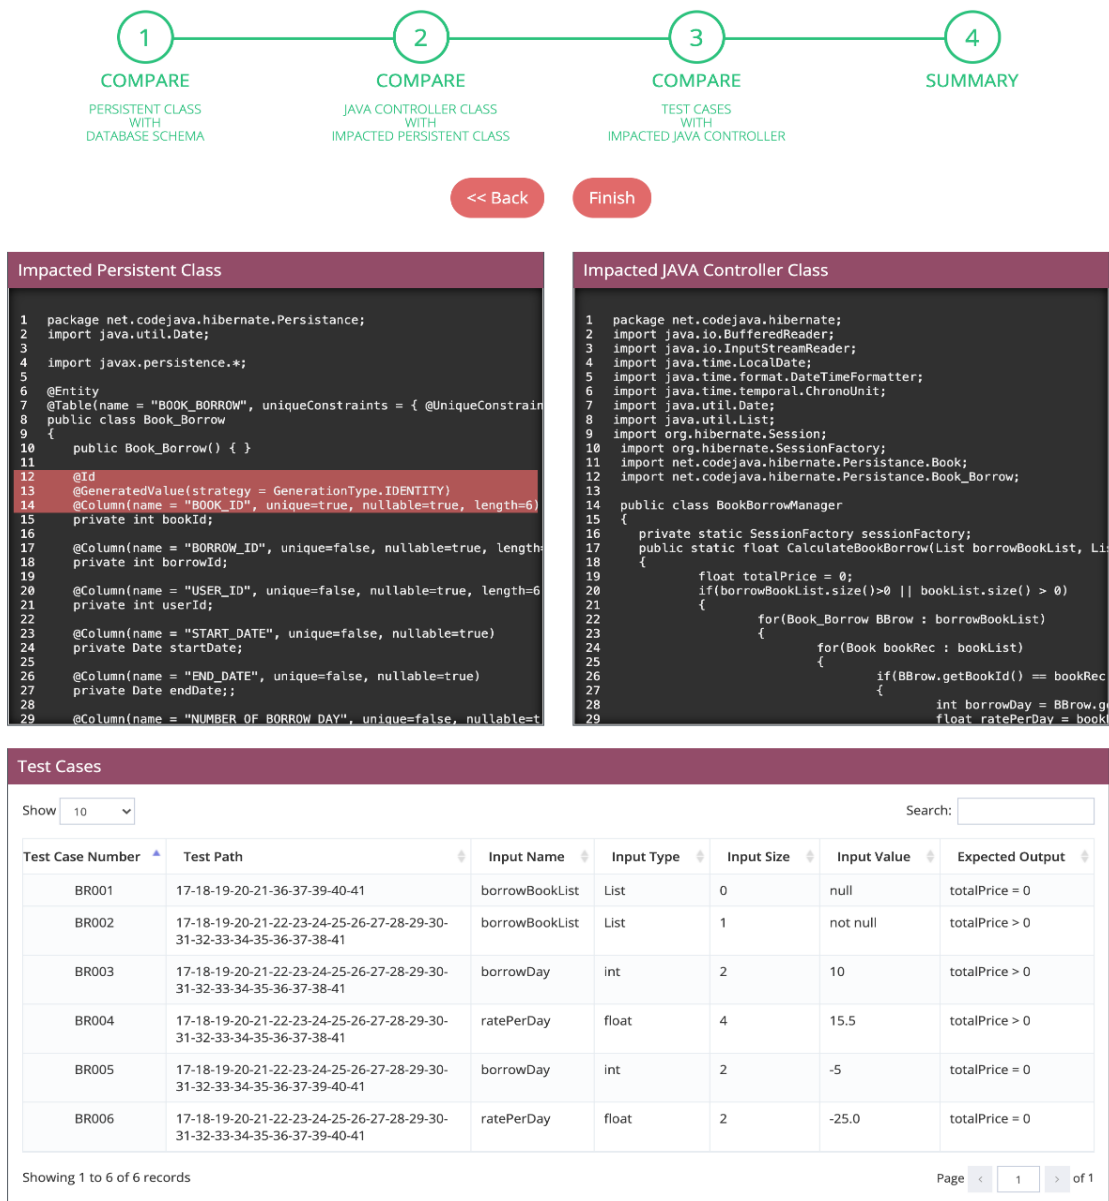 1 2 3 4
COMPARE COMPARE COMPARE SUMMARY
PERSISTENT CLASS
WITH
DATABASE SCHEMA
JAVA CONTROLLER CLASS
WITH
IMPACTED PERSISTENT CLASS
TEST CASES
WITH
IMPACTED JAVA CONTROLLER
<< Back Finish
Impacted Persistent Class
1 package net.codejava.hibernate.Persistance;
2 import java.util.Date;
3
4 import javax.persistence.*;
5
6 @Entity
7 @Table(name = "BOOK_BORROW", uniqueConstraints = { @UniqueConstrain
8 public class Book_Borrow
9 {
10 public Book_Borrow() { }
11
12 @Id
13 @GeneratedValue(strategy = GenerationType.IDENTITY)
14 @Column(name = "BOOK_ID", unique=true, nullable=true, length=6)
15 private int bookId;
16
17 @Column(name = "BORROW_ID", unique=false, nullable=true, length=
18 private int borrowId;
19
20 @Column(name = "USER_ID", unique=false, nullable=true, length=6
21 private int userId;
22
23 @Column(name = "START_DATE", unique=false, nullable=true)
24 private Date startDate;
25
26 @Column(name = "END_DATE", unique=false, nullable=true)
27 private Date endDate;;
28
29 @Column(name = "NUMBER_OF_BORROW_DAY", unique=false, nullable=t
Impacted JAVA Controller Class
1 package net.codejava.hibernate;
2 import java.io.BufferedReader;
3 import java.io.InputStreamReader;
4 import java.time.LocalDate;
5 import java.time.format.DateTimeFormatter;
6 import java.time.temporal.ChronoUnit;
7 import java.util.Date;
8 import java.util.List;
9 import org.hibernate.Session;
10 import org.hibernate.SessionFactory;
11 import net.codejava.hibernate.Persistance.Book;
12 import net.codejava.hibernate.Persistance.Book_Borrow;
13
14 public class BookBorrowManager
15 {
16 private static SessionFactory sessionFactory;
17 public static float CalculateBookBorrow(List borrowBookList, Lis
18 {
19 float totalPrice = 0;
20 if(borrowBookList.size()>0 || bookList.size() > 0)
21 {
22 for(Book_Borrow BBrow : borrowBookList)
23 {
24 for(Book bookRec : bookList)
25 {
26 if(BBrow.getBookId() == bookRec
27 {
28 int borrowDay = BBrow.ge
29 float ratePerDay = book
Test Cases
Show 10 Search:
Test Case Number Test Path Input Name Input Type Input Size Input Value Expected Output
BR001 17-18-19-20-21-36-37-39-40-41 borrowBookList List 0 null totalPrice = 0
BR002 17-18-19-20-21-22-23-24-25-26-27-28-29-30- borrowBookList List 1 not null totalPrice > 0
31-32-33-34-35-36-37-38-41
BR003 17-18-19-20-21-22-23-24-25-26-27-28-29-30- borrowDay int 2 10 totalPrice > 0
31-32-33-34-35-36-37-38-41
BR004 17-18-19-20-21-22-23-24-25-26-27-28-29-30- ratePerDay float 4 15.5 totalPrice > 0
31-32-33-34-35-36-37-38-41
BR005 17-18-19-20-21-22-23-24-25-26-27-28-29-30- borrowDay int 2 -5 totalPrice = 0
31-32-33-34-35-36-37-39-40-41
BR006 17-18-19-20-21-22-23-24-25-26-27-28-29-30- ratePerDay float 2 -25.0 totalPrice = 0
31-32-33-34-35-36-37-39-40-41
Showing 1 to 6 of 6 records Page < 1 > of 1